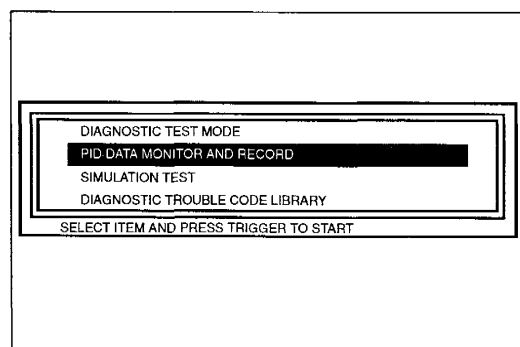 DIAGNOSTIC TEST MODE
PID DATA MONITOR AND RECORD
SIMULATION TEST
DIAGNOSTIC TROUBLE CODE LIBRARY
SELECT ITEM AND PRESS TRIGGER TO START